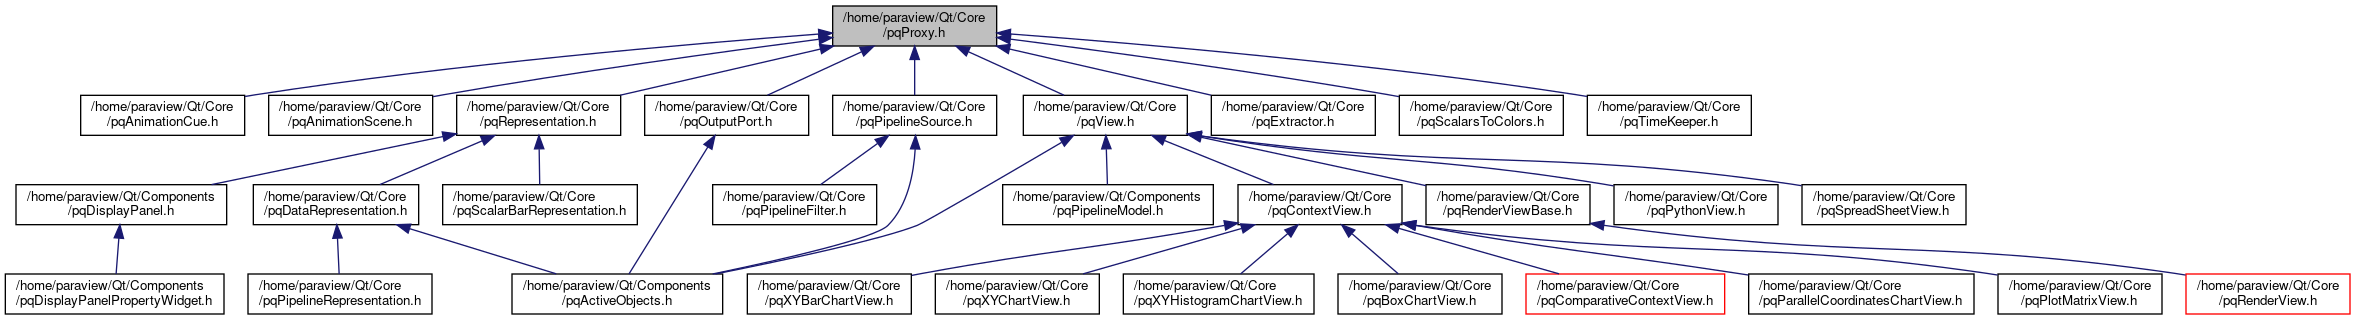 /home/paraview/Qt/Core
/pqProxy.h
/home/paraview/Qt/Core
/pqAnimationCue.h
/home/paraview/Qt/Core
/pqAnimationScene.h
/home/paraview/Qt/Core
/pqRepresentation.h
/home/paraview/Qt/Core
/pqOutputPort.h
/home/paraview/Qt/Core
/pqPipelineSource.h
/home/paraview/Qt/Core
/pqView.h
/home/paraview/Qt/Core
/pqExtractor.h
/home/paraview/Qt/Core
/pqScalarsToColors.h
/home/paraview/Qt/Core
/pqTimeKeeper.h
/home/paraview/Qt/Components
/pqDisplayPanel.h
/home/paraview/Qt/Core
/pqDataRepresentation.h
/home/paraview/Qt/Core
/pqScalarBarRepresentation.h
/home/paraview/Qt/Core
/pqPipelineFilter.h
/home/paraview/Qt/Components
/pqPipelineModel.h
/home/paraview/Qt/Core
/pqContextView.h
/home/paraview/Qt/Core
/pqRenderViewBase.h
/home/paraview/Qt/Core
/pqPythonView.h
/home/paraview/Qt/Core
/pqSpreadSheetView.h
/home/paraview/Qt/Components
/pqDisplayPanelPropertyWidget.h
/home/paraview/Qt/Core
/pqPipelineRepresentation.h
/home/paraview/Qt/Components
/pqActiveObjects.h
/home/paraview/Qt/Core
/pqXYBarChartView.h
/home/paraview/Qt/Core
/pqXYChartView.h
/home/paraview/Qt/Core
/pqXYHistogramChartView.h
/home/paraview/Qt/Core
/pqBoxChartView.h
/home/paraview/Qt/Core
/pqComparativeContextView.h
/home/paraview/Qt/Core
/pqParallelCoordinatesChartView.h
/home/paraview/Qt/Core
/pqPlotMatrixView.h
/home/paraview/Qt/Core
/pqRenderView.h